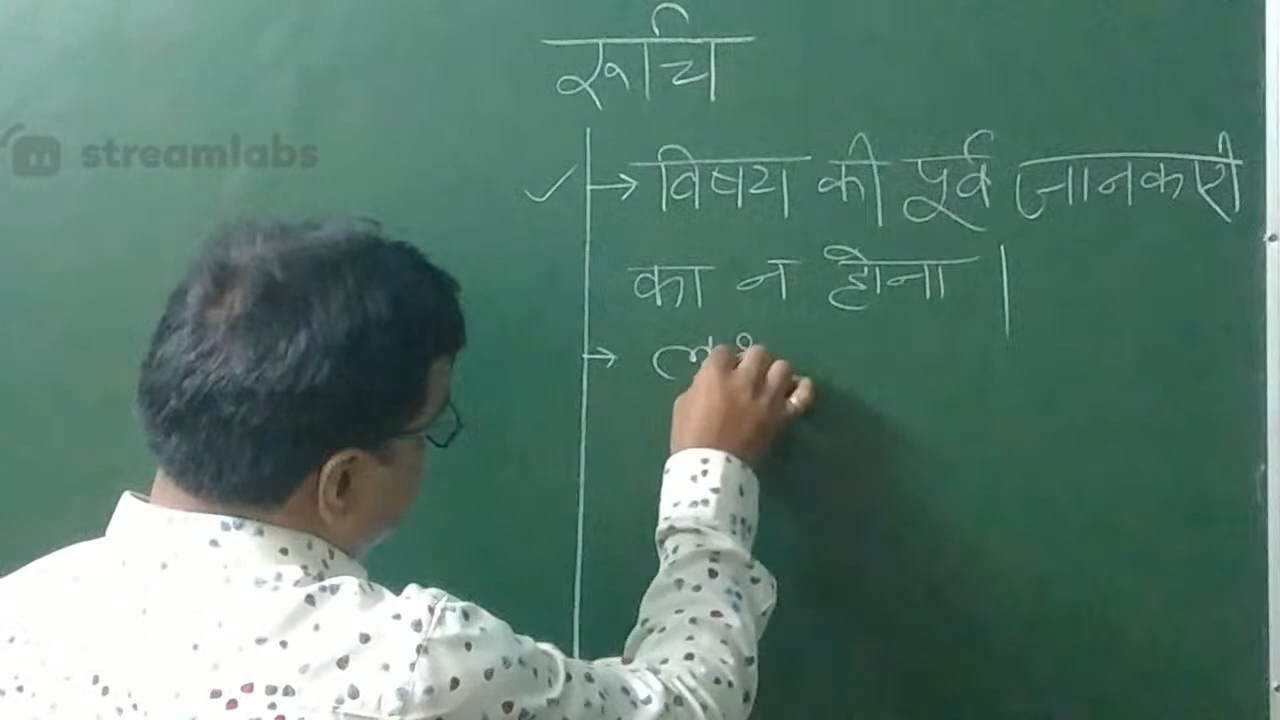 streamlabs
रूचि
✓ → विषय की पूर्व जानकारी
का न होना |
→